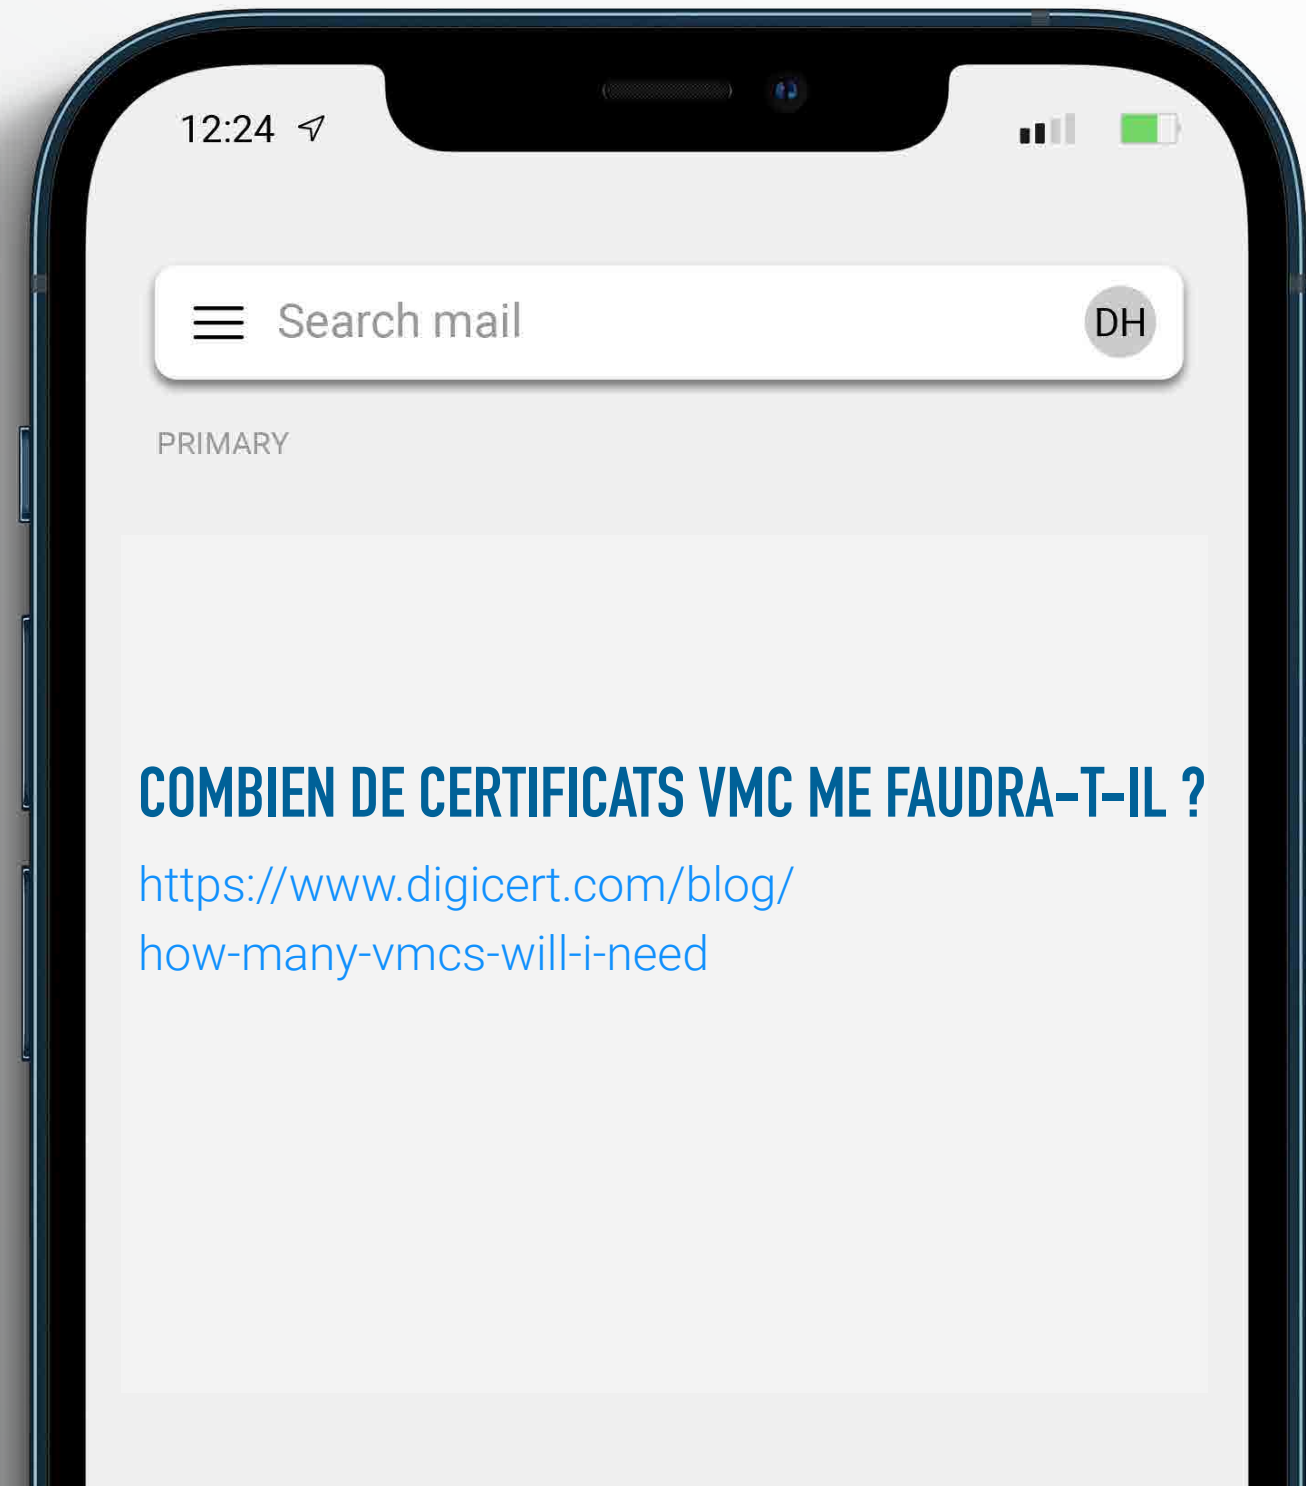 12:24
Search mail
DH
PRIMARY
COMBIEN DE CERTIFICATS VMC ME FAUDRA-T-IL ?
https://www.digicert.com/blog/
how-many-vmcs-will-i-need